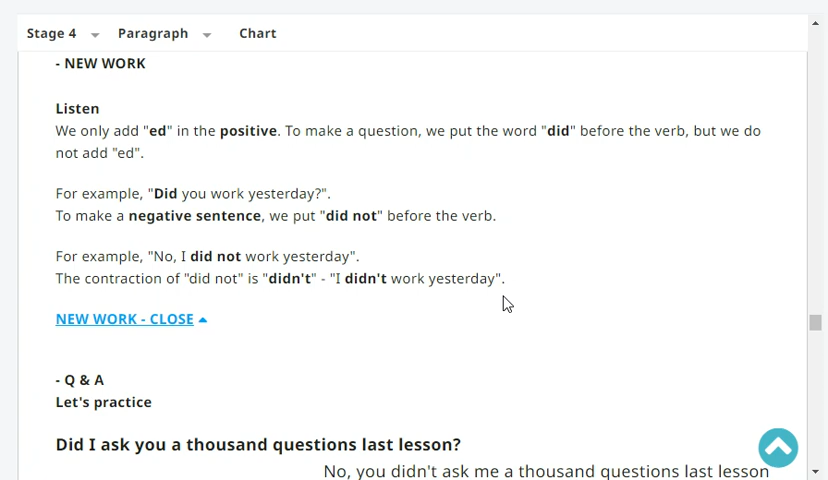 Stage 4 Paragraph Chart
- NEW WORK
Listen
We only add "ed" in the positive. To make a question, we put the word "did" before the verb, but we do
not add "ed".
For example, "Did you work yesterday?".
To make a negative sentence, we put "did not" before the verb.
For example, "No, I did not work yesterday".
The contraction of "did not" is "didn't" - "I didn't work yesterday".
NEW WORK - CLOSE
- Q & A
Let's practice
Did I ask you a thousand questions last lesson?
No, you didn't ask me a thousand questions last lesson